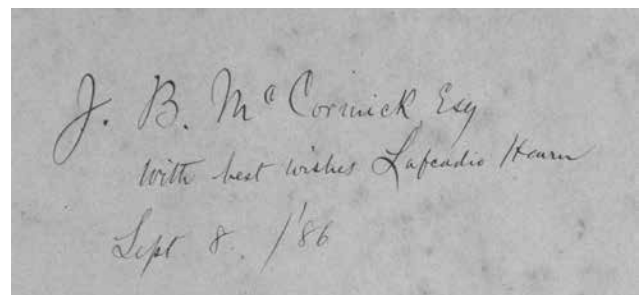 J. B. McCormick Esq
With best wishes Lafcadio Hearn
Sept 8. /'86